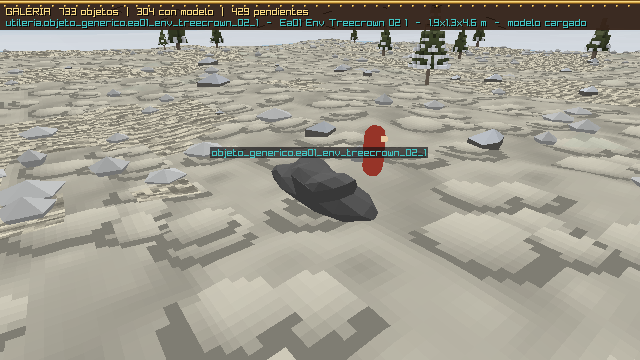 GALERIA 733 objetos | 304 con modelo | 429 pendientes
utileria.objeto_generico.ea01_env_treecrown_02_1 - Ea01 Env Treecrown 02 1 - 1.9x1.3x4.6 m - modelo cargado
objeto_generico.ea01_env_treecrown_02_1